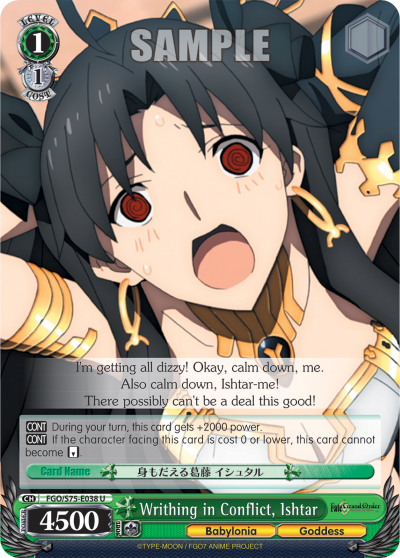 LEVEL
1
1
COST
SAMPLE
I'm getting all dizzy! Okay, calm down, me.
Also calm down, Ishtar-me!
There possibly can't be a deal this good!
CONT During your turn, this card gets +2000 power.
CONT If the character facing this card is cost 0 or lower, this card cannot
become .
Card Name 身もだえる葛藤 イシュタル
CH FGO/S75-E038 U
4500
Writhing in Conflict, Ishtar
Fate/Grand Order
Babylonia Goddess
©TYPE-MOON / FGO7 ANIME PROJECT